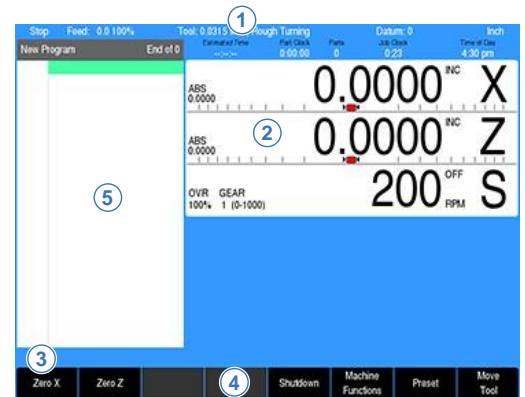 Stop Feed: 0.0 100% Tool: 0.0315 Rough Turning Datum: 0 Inch
1
New Program End of 0
Estimated Time Part Clock Parts Job Clock Time of Day
--:--:-- 0:00:00 0 0:23 4:30 pm
ABS 0.0000 0.0000 INC X
2
ABS 0.0000 0.0000 INC Z
OVR GEAR 200 OFF S
100% 1 (0-1000) RPM
5
3
4
Zero X Zero Z Shutdown Machine Functions Preset Move Tool